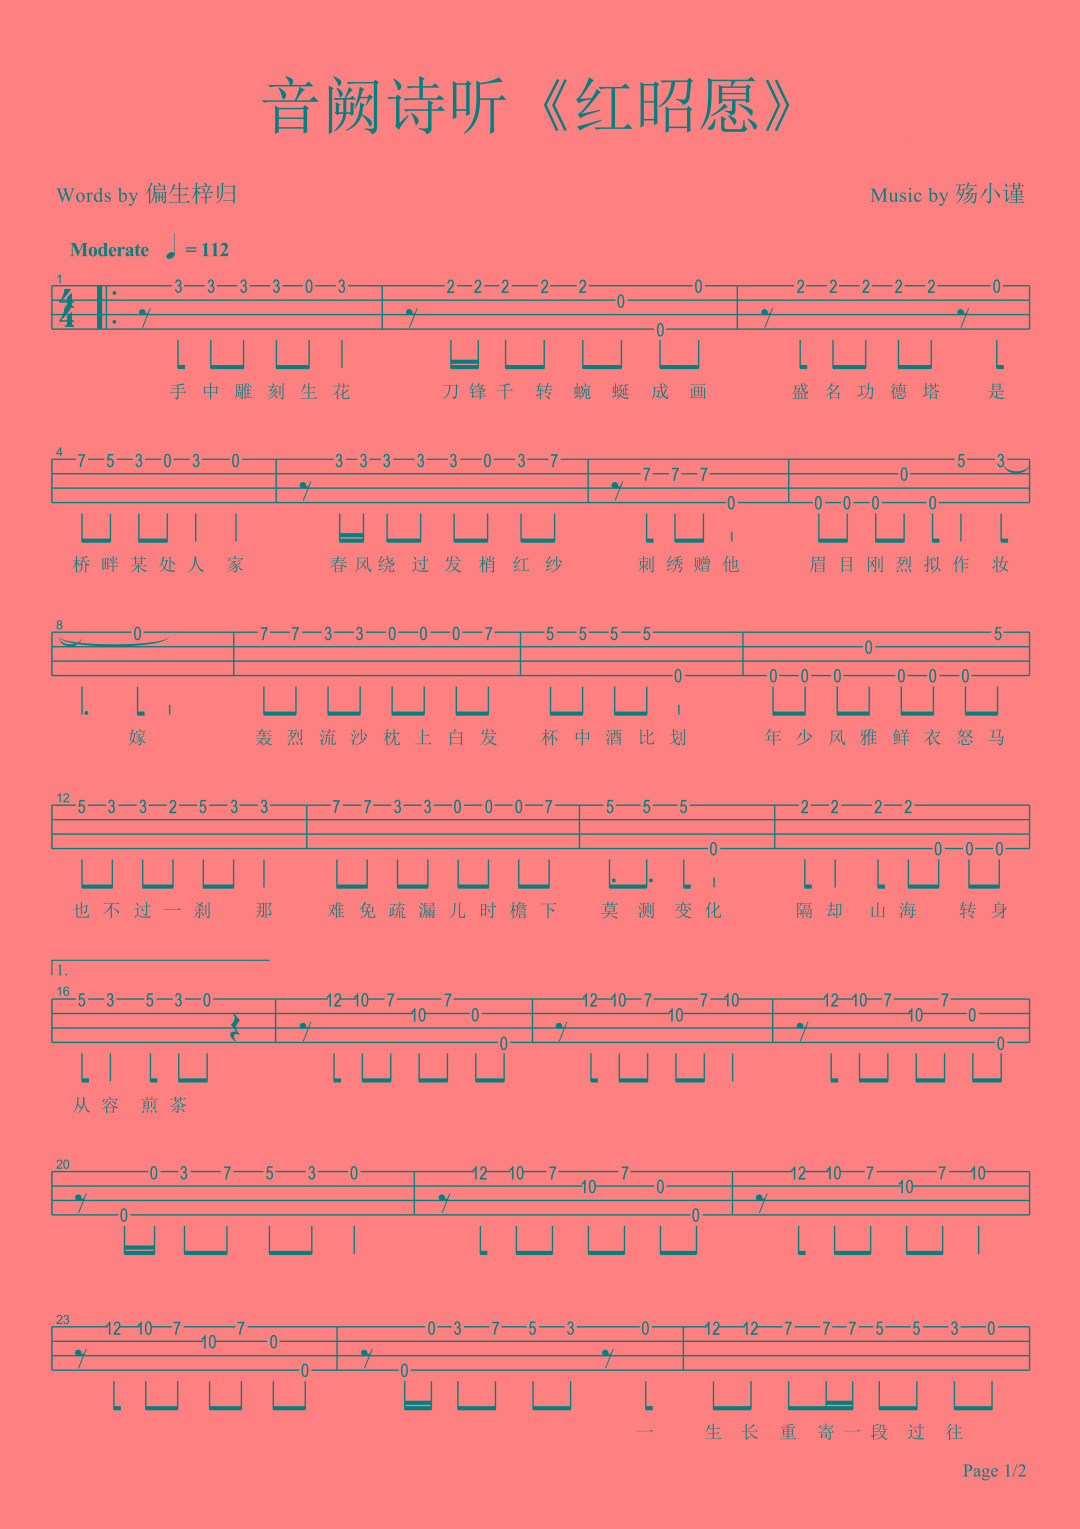 音阙诗听《红昭愿》
Words by 偏生梓归
Music by 殇小谨
Moderate ♩ = 112
1
4 4
3 3 3 3 0 3 2 2 2 2 2 0 0 0 2 2 2 2 2 0
手 中 雕 刻 生 花 刀 锋 千 转 蜿 蜒 成 画 盛 名 功 德 塔 是
4
7 5 3 0 3 0 3 3 3 3 3 0 3 7 7 7 7 0 0 0 0 0 0 5 3
桥 畔 某 处 人 家 春 风 绕 过 发 梢 红 纱 刺 绣 赠 他 眉 目 刚 烈 拟 作 妆
8
0 7 7 3 3 0 0 0 7 5 5 5 5 0 0 0 0 0 0 0 0 5
嫁 轰 烈 流 沙 枕 上 白 发 杯 中 酒 比 划 年 少 风 雅 鲜 衣 怒 马
12
5 3 3 2 5 3 3 7 7 3 3 0 0 0 7 5 5 5 0 2 2 2 2 0 0 0
也 不 过 一 刹 那 难 免 疏 漏 儿 时 檐 下 莫 测 变 化 隔 却 山 海 转 身
1.
16
5 3 5 3 0 12 10 7 10 7 0 0 12 10 7 10 7 10 12 10 7 10 7 0 0
从 容 煎 茶
20
0 0 3 7 5 3 0 12 10 7 10 7 0 0 12 10 7 10 7 10
23
12 10 7 10 7 0 0 0 0 3 7 5 3 0 12 12 7 7 7 5 5 3 0
一 生 长 重 寄 一 段 过 往
Page 1/2